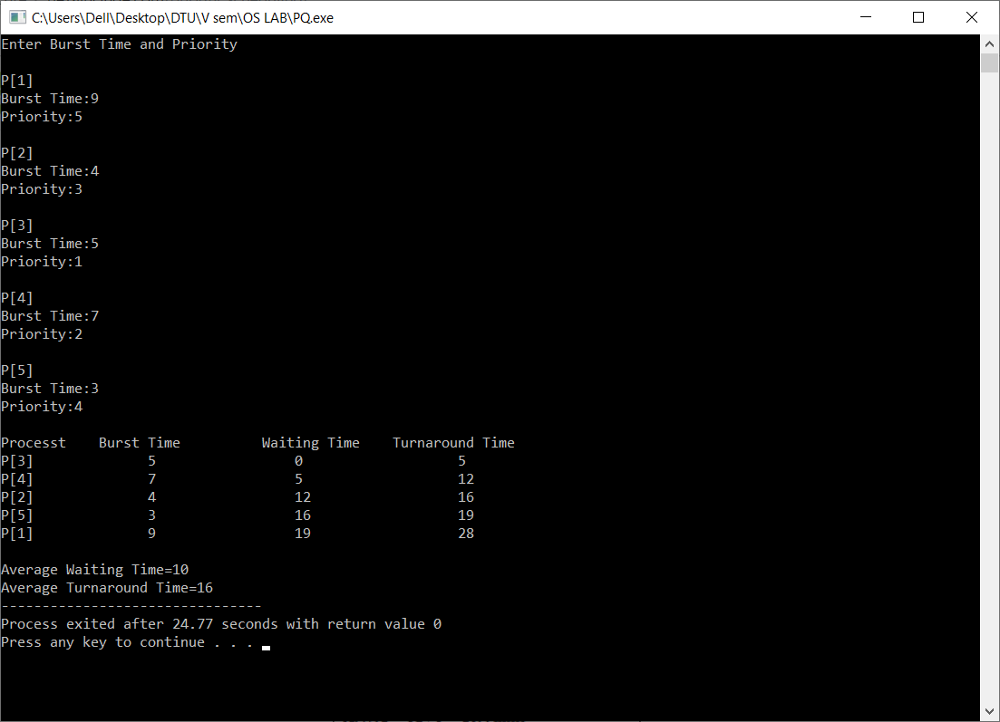 C:\Users\Dell\Desktop\DTU\V sem\OS LAB\PQ.exe
Enter Burst Time and Priority
P[1]
Burst Time:9
Priority:5
P[2]
Burst Time:4
Priority:3
P[3]
Burst Time:5
Priority:1
P[4]
Burst Time:7
Priority:2
P[5]
Burst Time:3
Priority:4
Processt    Burst Time          Waiting Time    Turnaround Time
P[3]              5                 0                   5
P[4]              7                 5                   12
P[2]              4                 12                  16
P[5]              3                 16                  19
P[1]              9                 19                  28
Average Waiting Time=10
Average Turnaround Time=16
--------------------------------
Process exited after 24.77 seconds with return value 0
Press any key to continue . . .